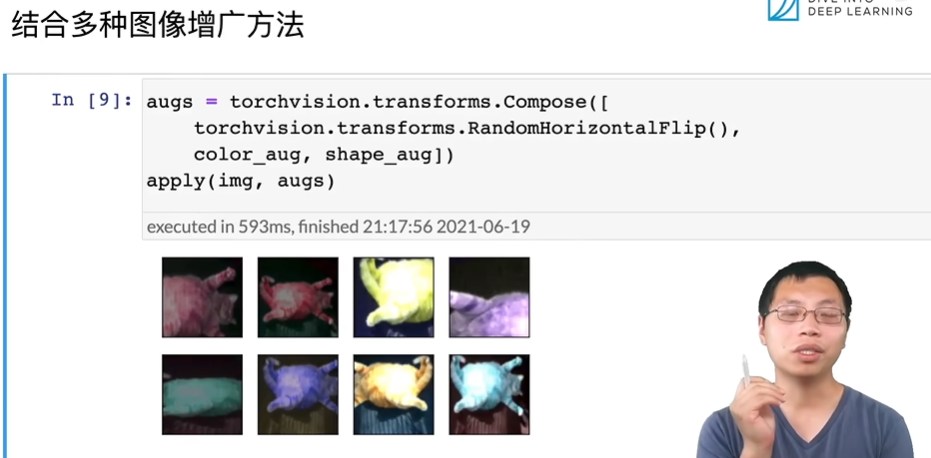 结合多种图像增广方法
DIVE INTO
DEEP LEARNING
In [9]:
augs = torchvision.transforms.Compose([
torchvision.transforms.RandomHorizontalFlip(),
color_aug, shape_aug])
apply(img, augs)
executed in 593ms, finished 21:17:56 2021-06-19